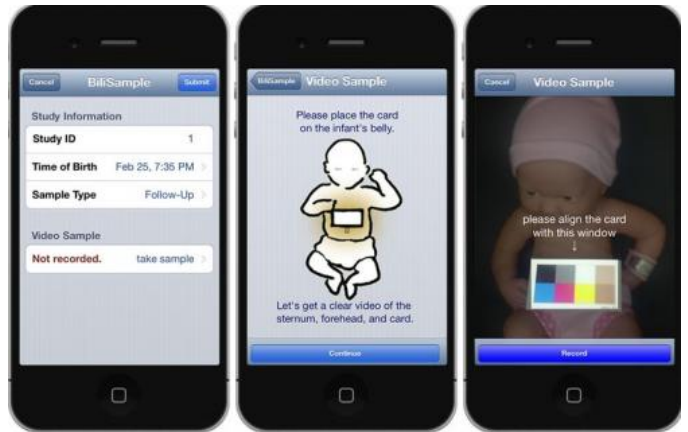 Cancel BiliSample Submit
Study Information
Study ID 1
Time of Birth Feb 25, 7:35 PM
Sample Type Follow-Up
Video Sample
Not recorded. take sample
BiliSample Video Sample
Please place the card
on the infant's belly.
Let's get a clear video of the
sternum, forehead, and card.
Continue
Cancel Video Sample
please align the card
with this window
Record